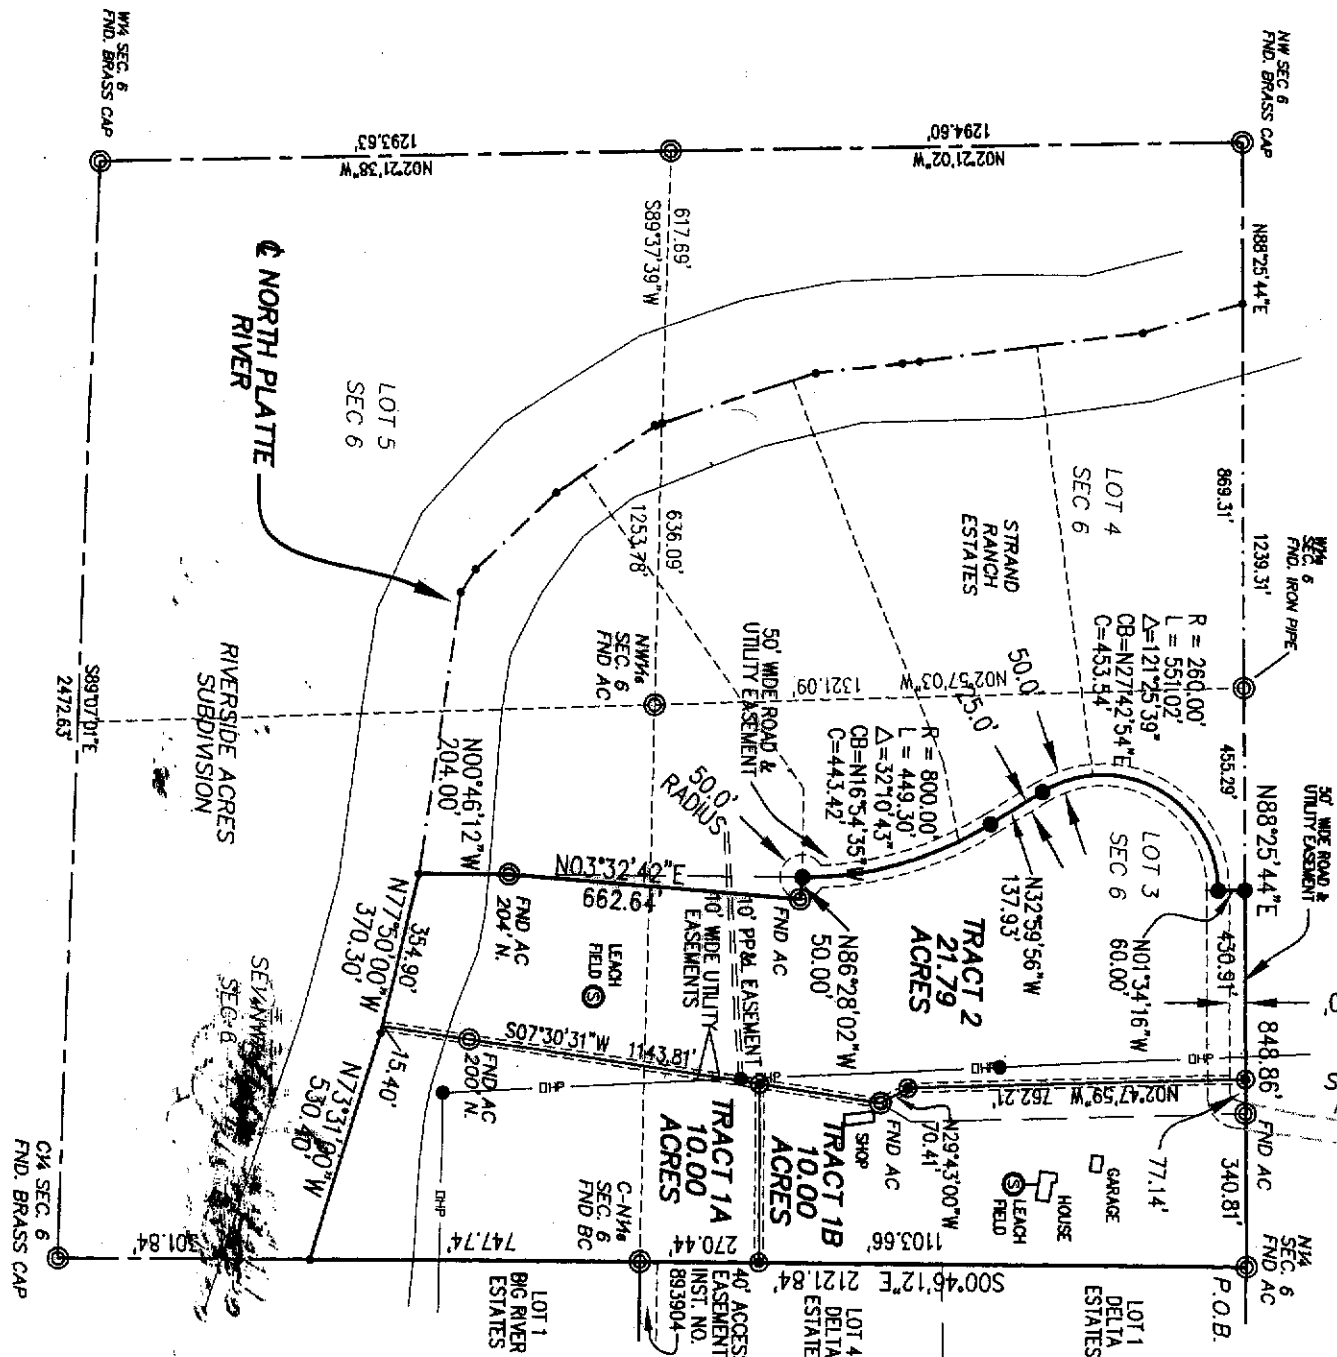 NW SEC 6
FND. BRASS CAP
N88°25'44"E
869.31'
1239.31'
SEC. 6
FND. IRON PIPE
455.29'
N88°25'44"E
50' WIDE ROAD &
UTILITY EASEMENT
430.91'
848.86'
FND AC
340.81'
N¼
SEC. 6
FND AC
P.O.B.
1294.60'
N02°21'02"W
1293.63'
N02°21'38"W
W¼ SEC. 6
FND. BRASS CAP
617.69'
S89°37'39"W
636.09'
1253.78'
₵ NORTH PLATTE
RIVER
LOT 5
SEC 6
LOT 4
SEC 6
STRAND
RANCH
ESTATES
R = 260.00'
L = 551.02'
△=121°25'39"
CB=N27°42'54"E
C=453.54'
50.0'
25.0'
N02°57'03"W
1321.09'
NW1/16
SEC. 6
FND AC
50' WIDE ROAD &
UTILITY EASEMENT
R = 800.00'
L = 449.30'
△=32°10'43"
CB=N16°54'35"W
C=443.42'
50.0'
RADIUS
LOT 3
SEC 6
N01°34'16"W
60.00'
N32°59'56"W
137.93'
TRACT 2
21.79
ACRES
N86°28'02"W
50.00'
FND AC
N03°32'42"E
662.64'
N00°46'12"W
204.00'
FND AC
204' N.
LEACH
FIELD
S
10' PP&L EASEMENT
10' WIDE UTILITY
EASEMENTS
354.90'
N77°50'00"W
370.30'
15.40'
S07°30'31"W
1143.81'
FND AC
200' N.
OHP
OHP
OHP
HP
N02°47'59"W 762.21'
N29°43'00"W
70.41'
FND AC
77.14'
SHOP
GARAGE
HOUSE
LEACH
FIELD
S
TRACT 1B
10.00
ACRES
TRACT 1A
10.00
ACRES
C-N1/16
SEC. 6
FND BC
1103.66'
270.44'
747.74'
S00°46'12"E 2121.84'
LOT 1
DELTA
ESTATES
LOT 4
DELTA
ESTATE
40' ACCESS
EASEMENT
INST. NO.
893904
LOT 1
BIG RIVER
ESTATES
RIVERSIDE ACRES
SUBDIVISION
SE¼NW¼
SEC 6
N73°31'00"W
530.40'
301.84'
S89°07'01"E
2472.63'
C¼ SEC. 6
FND. BRASS CAP